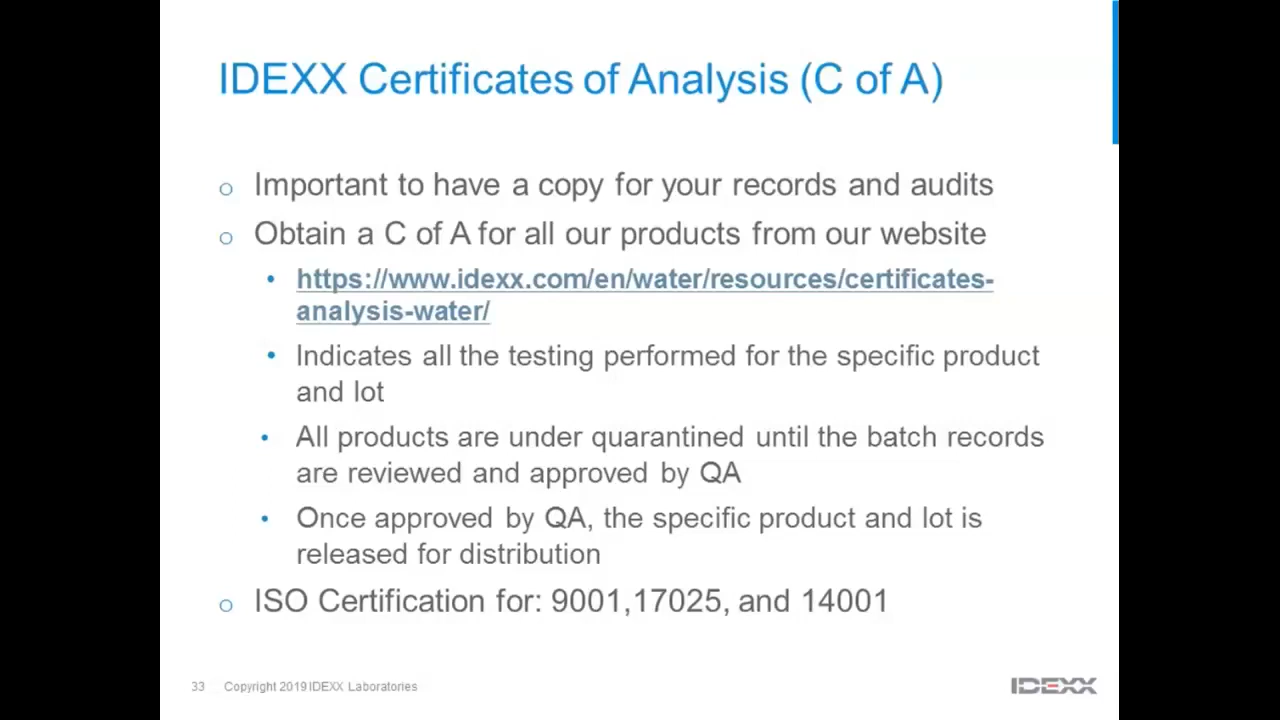 IDEXX Certificates of Analysis (C of A)
o Important to have a copy for your records and audits
o Obtain a C of A for all our products from our website
• https://www.idexx.com/en/water/resources/certificates-
analysis-water/
• Indicates all the testing performed for the specific product
and lot
• All products are under quarantined until the batch records
are reviewed and approved by QA
• Once approved by QA, the specific product and lot is
released for distribution
o ISO Certification for: 9001,17025, and 14001
33 Copyright 2019 IDEXX Laboratories
IDEXX